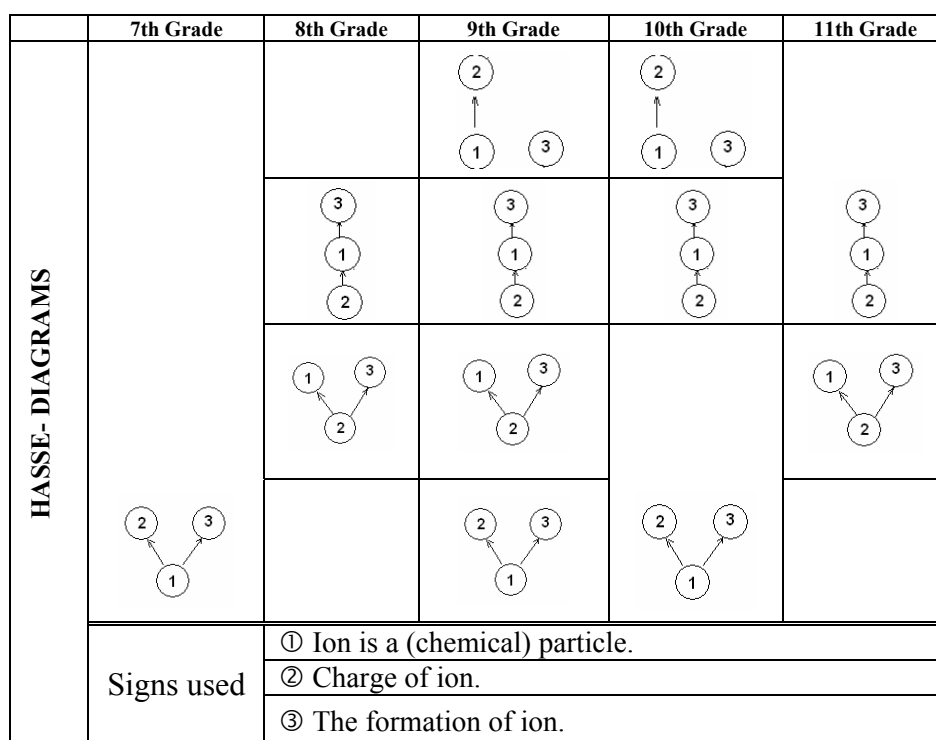 7th Grade 8th Grade 9th Grade 10th Grade 11th Grade
HASSE- DIAGRAMS
2 2
1 3 1 3
3 3 3 3
1 1 1 1
2 2 2 2
1 3 1 3 1 3
2 2 2
2 3 2 3 2 3
1 1 1
Signs used
① Ion is a (chemical) particle.
② Charge of ion.
③ The formation of ion.